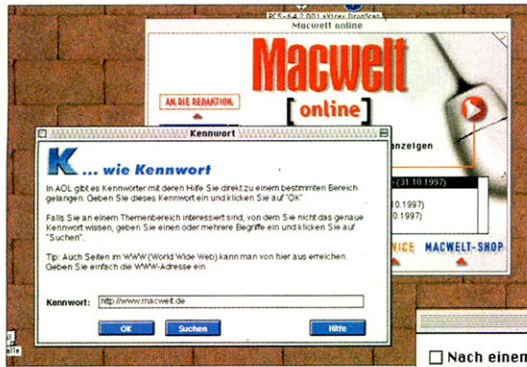 Macwelt online
Macwelt
[online]
AN DIE REDAKTION
anzeigen
(31.10.1997)
10.1997)
0.1997)
MACWELT-SHOP
Kennwort
K ... wie Kennwort
In AOL gibt es Kennwörter mit deren Hilfe Sie direkt zu einem bestimmten Bereich
gelangen. Geben Sie dieses Kennwort ein und klicken Sie auf "OK"
Falls Sie an einem Themenbereich interessiert sind, von dem Sie nicht das genaue
Kennwort wissen, geben Sie einen oder mehrere Begriffe ein und klicken Sie auf
"Suchen".
Tip: Auch Seiten im WWW (World Wide Web) kann man von hier aus erreichen.
Geben Sie einfach die WWW-Adresse ein.
Kennwort: http://www.macwelt.de
OK
Suchen
Hilfe
Nach einem